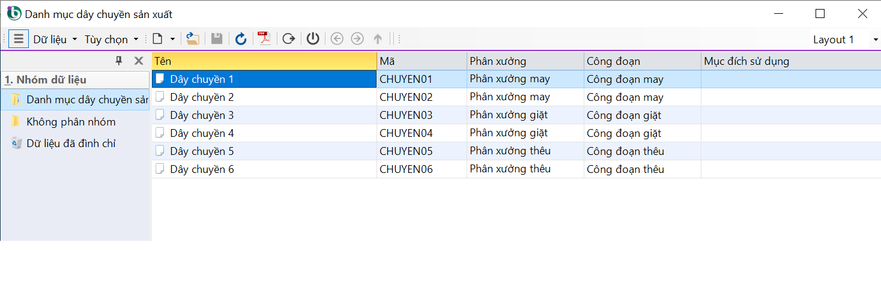 Danh mục dây chuyền sản xuất
Dữ liệu Tùy chọn Layout 1
1. Nhóm dữ liệu
Danh mục dây chuyền sản
Không phân nhóm
Dữ liệu đã đình chỉ
Tên Mã Phân xưởng Công đoạn Mục đích sử dụng
Dây chuyền 1 CHUYEN01 Phân xưởng may Công đoạn may
Dây chuyền 2 CHUYEN02 Phân xưởng may Công đoạn may
Dây chuyền 3 CHUYEN03 Phân xưởng giặt Công đoạn giặt
Dây chuyền 4 CHUYEN04 Phân xưởng giặt Công đoạn giặt
Dây chuyền 5 CHUYEN05 Phân xưởng thêu Công đoạn thêu
Dây chuyền 6 CHUYEN06 Phân xưởng thêu Công đoạn thêu